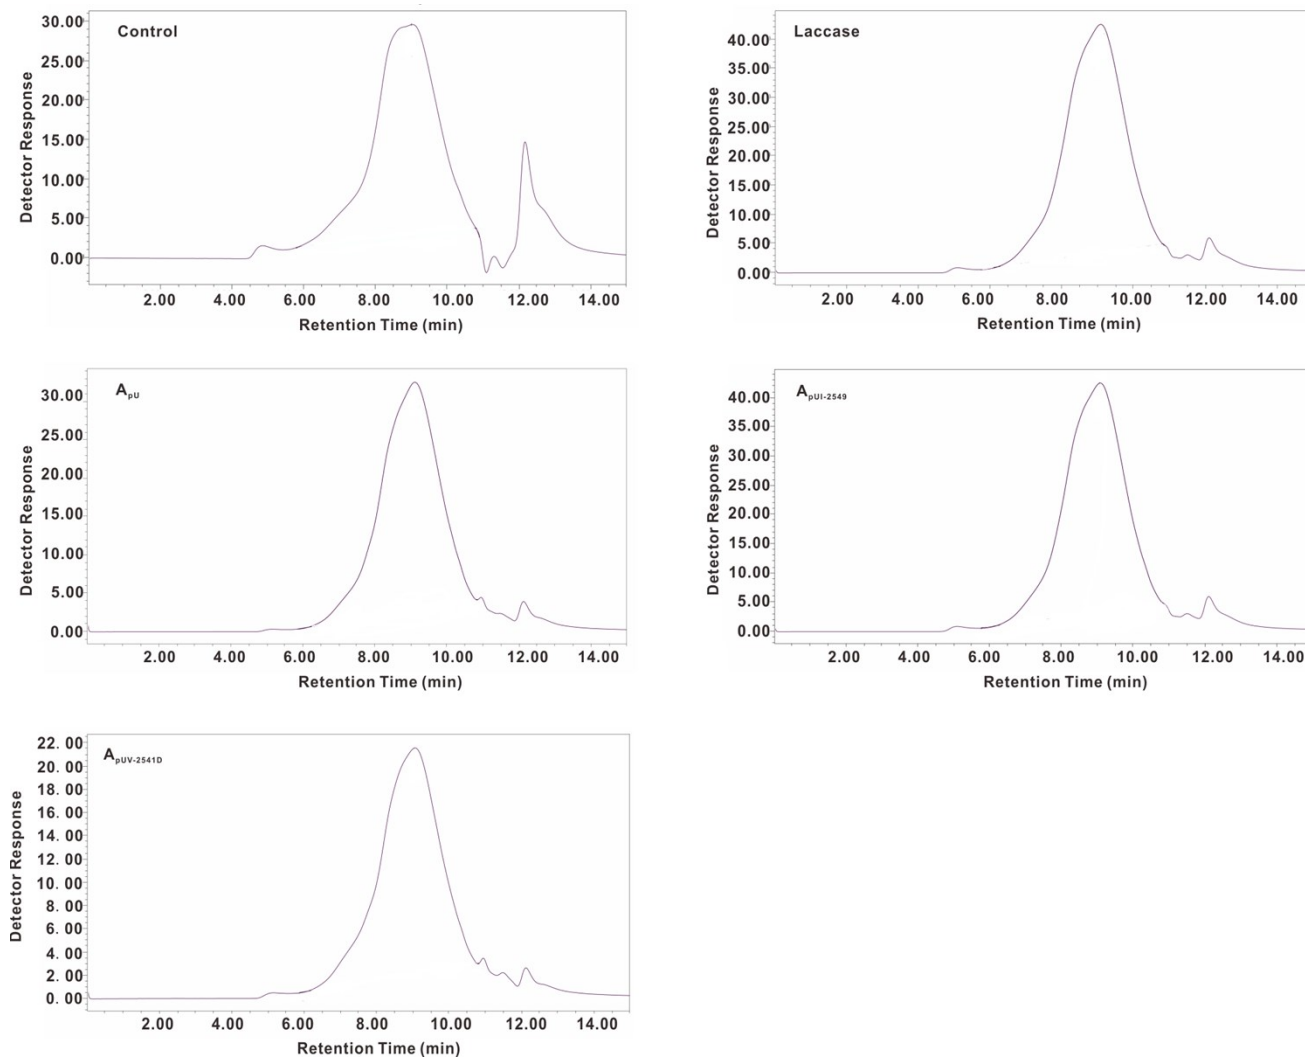 Control
Detector Response
30.00
25.00
20.00
15.00
10.00
5.00
0.00
2.00 4.00 6.00 8.00 10.00 12.00 14.00
Retention Time (min)
Laccase
Detector Response
40.00
35.00
30.00
25.00
20.00
15.00
10.00
5.00
0.00
2.00 4.00 6.00 8.00 10.00 12.00 14.00
Retention Time (min)
ApU
Detector Response
30.00
25.00
20.00
15.00
10.00
5.00
0.00
2.00 4.00 6.00 8.00 10.00 12.00 14.00
Retention Time (min)
ApUI-2549
Detector Response
40.00
35.00
30.00
25.00
20.00
15.00
10.00
5.00
0.00
2.00 4.00 6.00 8.00 10.00 12.00 14.00
Retention Time (min)
ApUV-2541D
Detector Response
22. 00
20. 00
18. 00
16. 00
14. 00
12. 00
10. 00
8. 00
6. 00
4. 00
2. 00
0. 00
2.00 4.00 6.00 8.00 10.00 12.00 14.00
Retention Time (min)